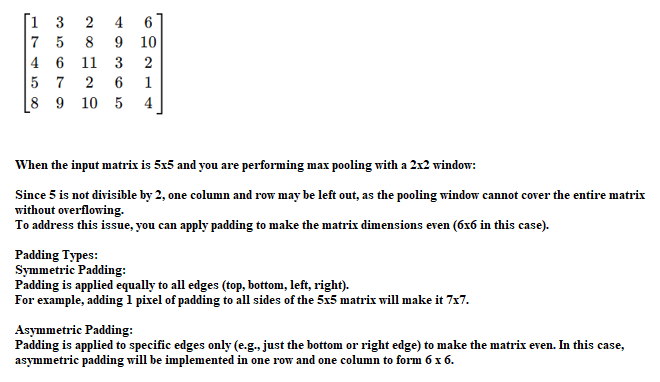 1 3 2 4 6
7 5 8 9 10
4 6 11 3 2
5 7 2 6 1
8 9 10 5 4
When the input matrix is 5x5 and you are performing max pooling with a 2x2 window:
Since 5 is not divisible by 2, one column and row may be left out, as the pooling window cannot cover the entire matrix
without overflowing.
To address this issue, you can apply padding to make the matrix dimensions even (6x6 in this case).
Padding Types:
Symmetric Padding:
Padding is applied equally to all edges (top, bottom, left, right).
For example, adding 1 pixel of padding to all sides of the 5x5 matrix will make it 7x7.
Asymmetric Padding:
Padding is applied to specific edges only (e.g., just the bottom or right edge) to make the matrix even. In this case,
asymmetric padding will be implemented in one row and one column to form 6 x 6.